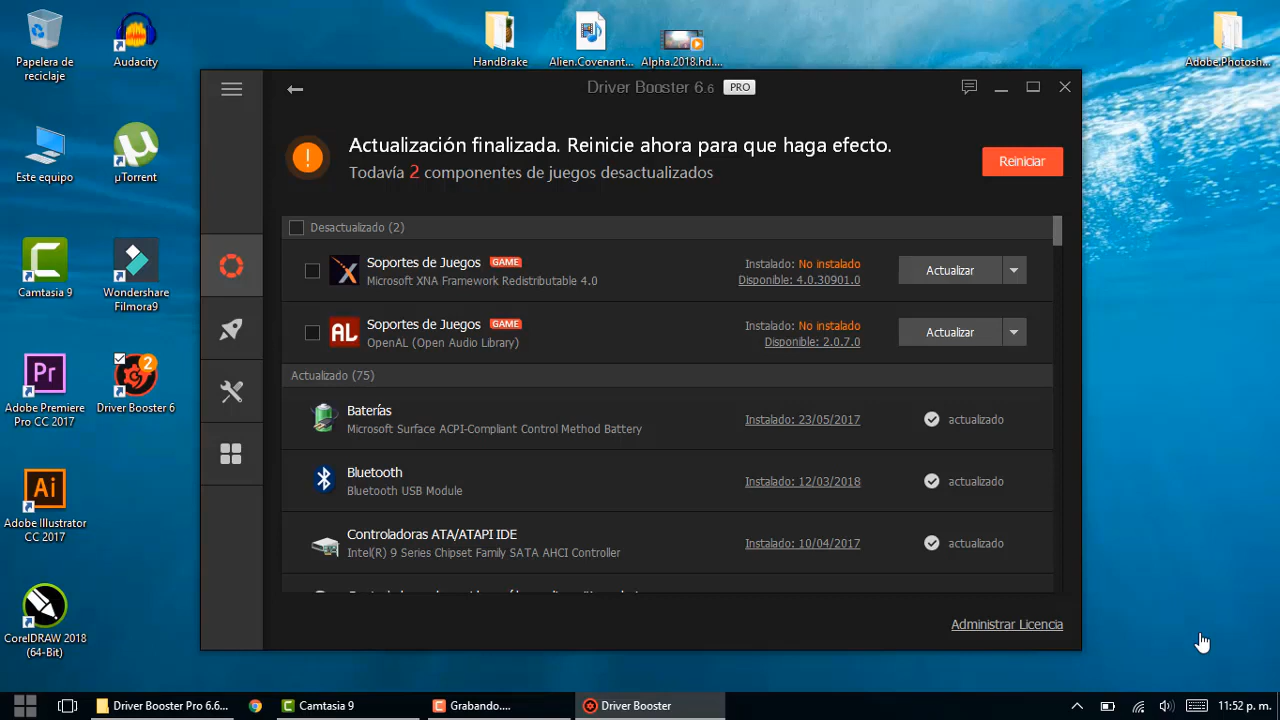 Papelera de
reciclaje
Audacity
HandBrake
Alien.Covenant...
Alpha.2018.hd....
Adobe.Photosh...
Este equipo
µ
µTorrent
Camtasia 9
Wondershare
Filmora9
Pr
Adobe Premiere
Pro CC 2017
2
Driver Booster 6
Ai
Adobe Illustrator
CC 2017
CorelDRAW 2018
(64-Bit)
Driver Booster 6.6 PRO
Actualización finalizada. Reinicie ahora para que haga efecto.
Todavía 2 componentes de juegos desactualizados
Reiniciar
Desactualizado (2)
Soportes de Juegos GAME
Microsoft XNA Framework Redistributable 4.0
Instalado: No instalado
Disponible: 4.0.30901.0
Actualizar
AL
Soportes de Juegos GAME
OpenAL (Open Audio Library)
Instalado: No instalado
Disponible: 2.0.7.0
Actualizar
Actualizado (75)
Baterías
Microsoft Surface ACPI-Compliant Control Method Battery
Instalado: 23/05/2017
actualizado
Bluetooth
Bluetooth USB Module
Instalado: 12/03/2018
actualizado
Controladoras ATA/ATAPI IDE
Intel(R) 9 Series Chipset Family SATA AHCI Controller
Instalado: 10/04/2017
actualizado
Administrar Licencia
Driver Booster Pro 6.6...
Camtasia 9
Grabando....
Driver Booster
11:52 p. m.